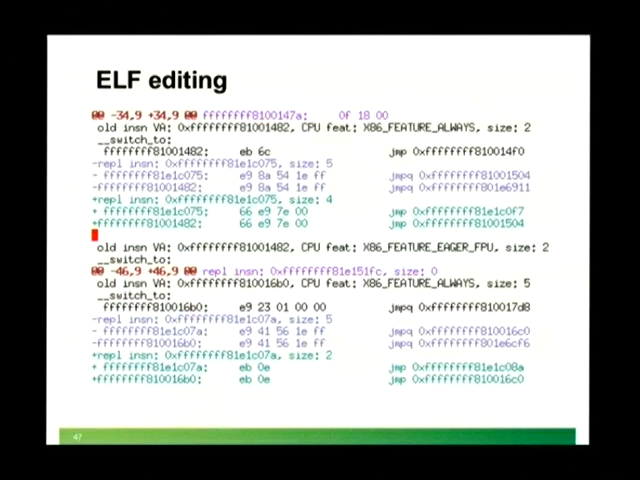 ELF editing
@@ -34,9 +34,9 @@ ffffffff8100147a: 0f 18 00
old insn VA: 0xffffffff81001482, CPU feat: X86_FEATURE_ALWAYS, size: 2
__switch_to:
ffffffff81001482: eb 6c jmp 0xffffffff810014f0
-repl insn: 0xffffffff81e1c075, size: 5
- ffffffff81e1c075: e9 8a 54 1e ff jmpq 0xffffffff81001504
-ffffffff81001482: e9 8a 54 1e ff jmpq 0xffffffff801e6911
+repl insn: 0xffffffff81e1c075, size: 4
+ ffffffff81e1c075: 66 e9 7e 00 jmp 0xffffffff81e1c0f7
+ffffffff81001482: 66 e9 7e 00 jmp 0xffffffff81001504
old insn VA: 0xffffffff81001482, CPU feat: X86_FEATURE_EAGER_FPU, size: 2
__switch_to:
@@ -46,9 +46,9 @@ repl insn: 0xffffffff81e151fc, size: 0
old insn VA: 0xffffffff810016b0, CPU feat: X86_FEATURE_ALWAYS, size: 5
__switch_to:
ffffffff810016b0: e9 23 01 00 00 jmpq 0xffffffff810017d8
-repl insn: 0xffffffff81e1c07a, size: 5
- ffffffff81e1c07a: e9 41 56 1e ff jmpq 0xffffffff810016c0
-ffffffff810016b0: e9 41 56 1e ff jmpq 0xffffffff801e6cf6
+repl insn: 0xffffffff81e1c07a, size: 2
+ ffffffff81e1c07a: eb 0e jmp 0xffffffff81e1c08a
+ffffffff810016b0: eb 0e jmp 0xffffffff810016c0
47